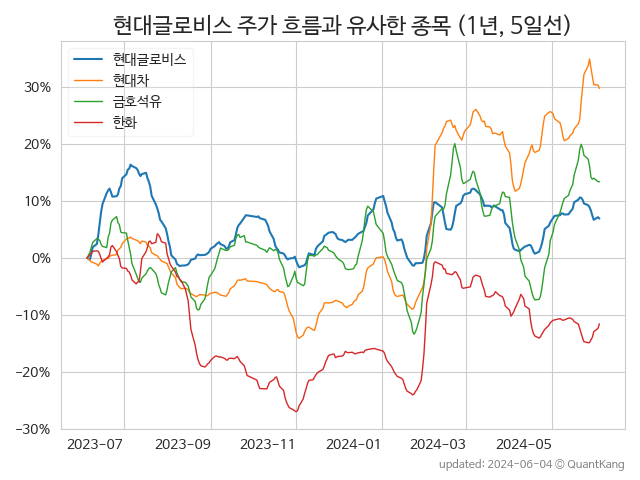 현대글로비스 주가 흐름과 유사한 종목 (1년, 5일선)
현대글로비스
현대차
금호석유
한화
30%
20%
10%
0%
−10%
−20%
−30%
2023-07 2023-09 2023-11 2024-01 2024-03 2024-05
updated: 2024-06-04 © QuantKang